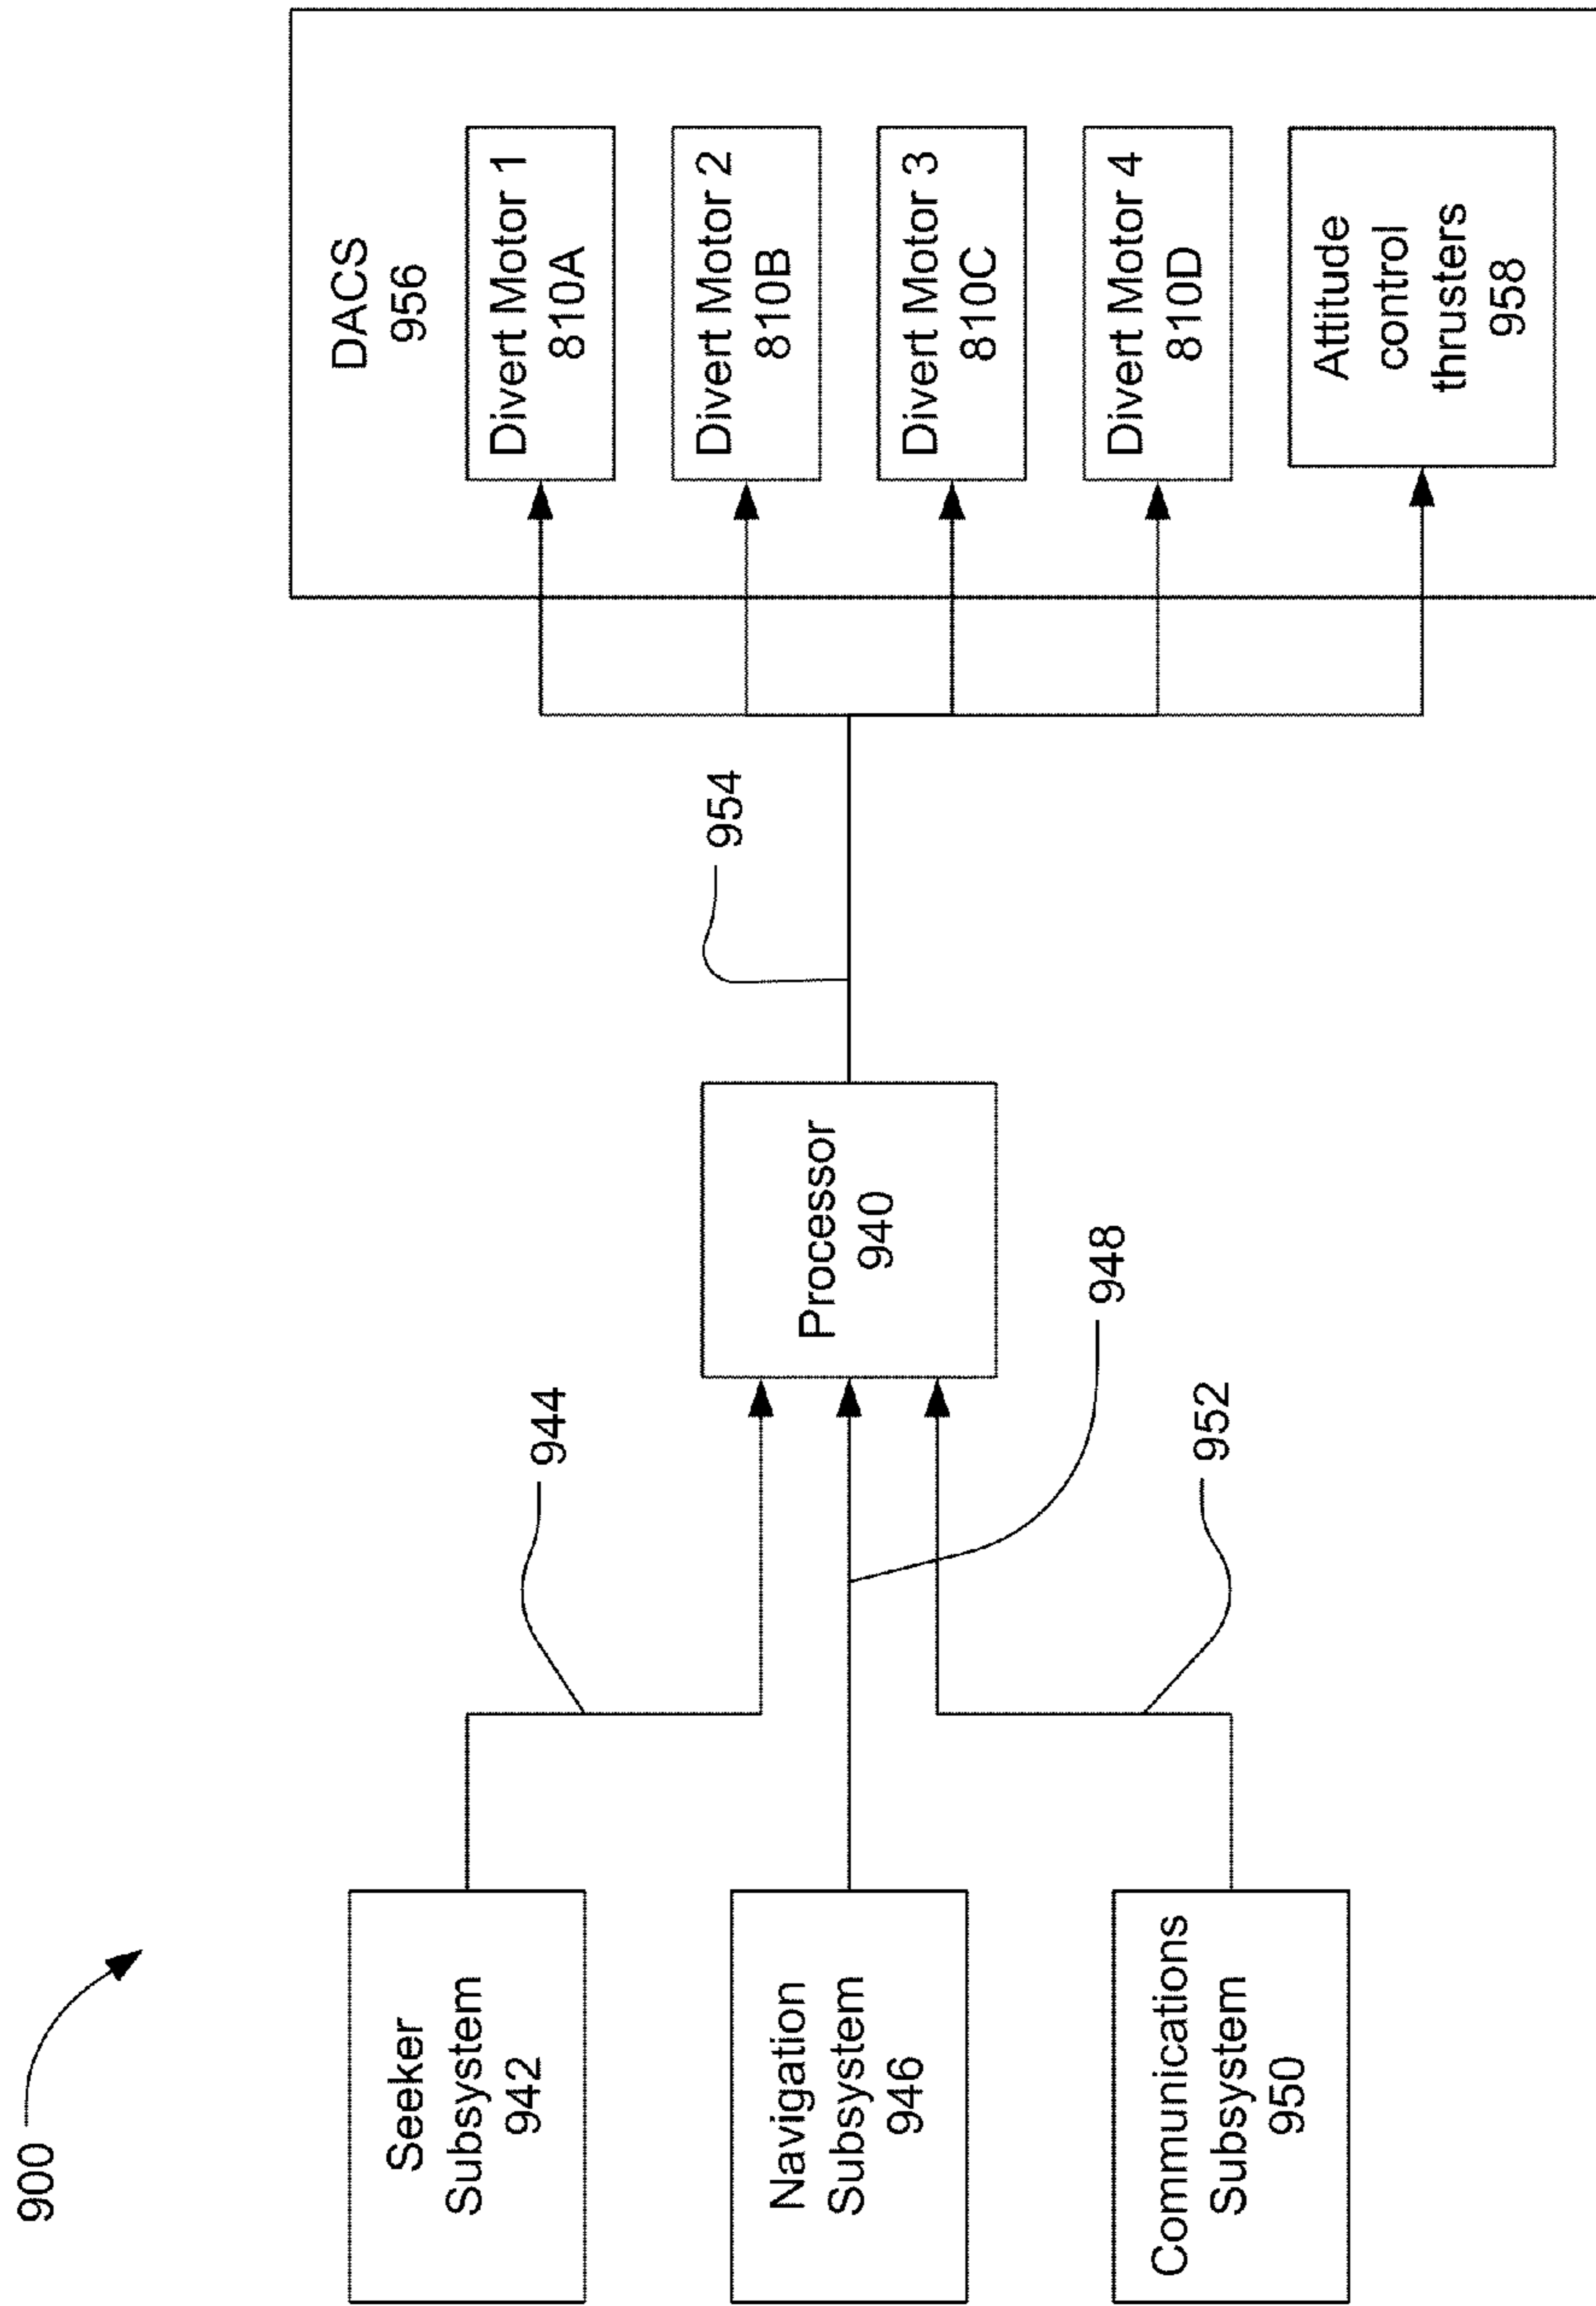 900
Seeker
Subsystem
942
Navigation
Subsystem
946
Communications
Subsystem
950
944
948
952
Processor
940
954
DACS
956
Divert Motor 1
810A
Divert Motor 2
810B
Divert Motor 3
810C
Divert Motor 4
810D
Attitude
control
thrusters
958